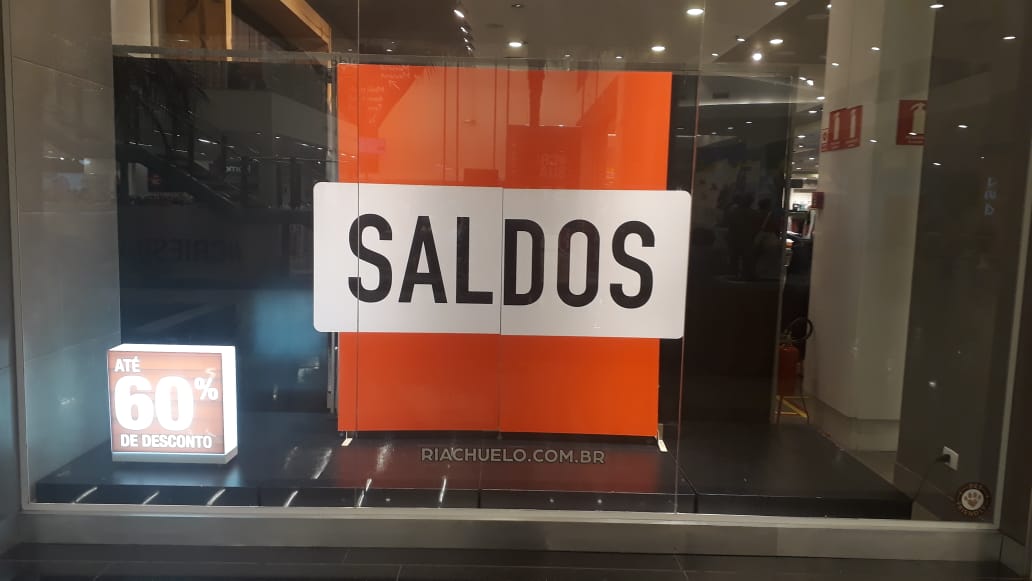 SALDOS
ATÉ
60%
DE DESCONTO
RIACHUELO.COM.BR